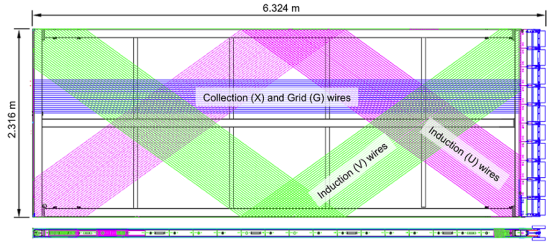 6.324 m
2.316 m
Collection (X) and Grid (G) wires
Induction (V) wires
Induction (U) wires